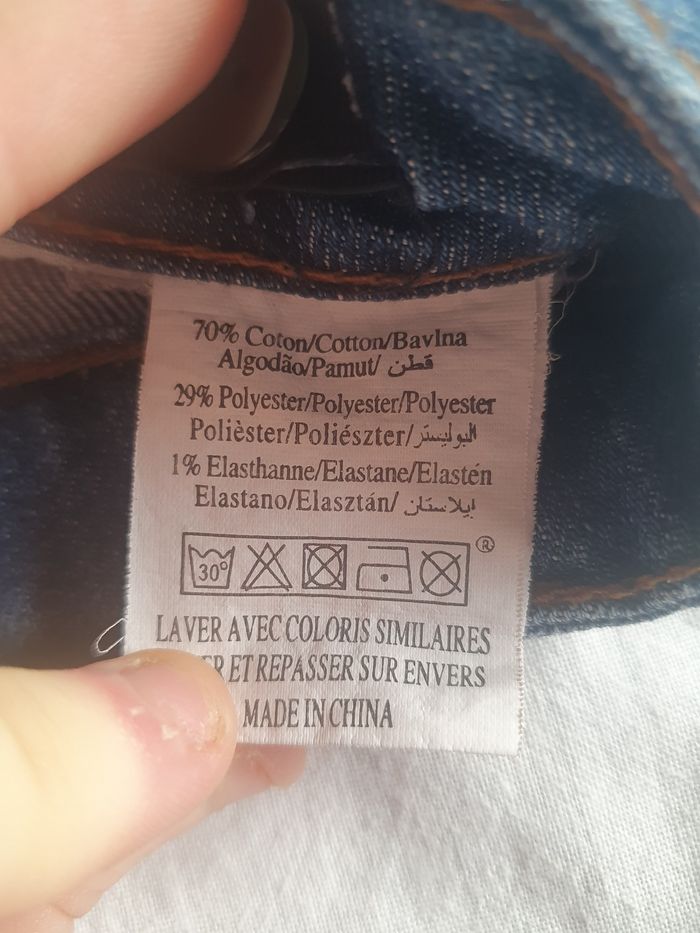 70% Coton/Cotton/Bavlna
Algodão/Pamut/ قطن
29% Polyester/Polyester/Polyester
Polièster/Poliészter/البوليستر
1% Elasthanne/Elastane/Elastén
Elastano/Elasztán/ ايلاستان
30°
®
LAVER AVEC COLORIS SIMILAIRES
ET REPASSER SUR ENVERS
MADE IN CHINA